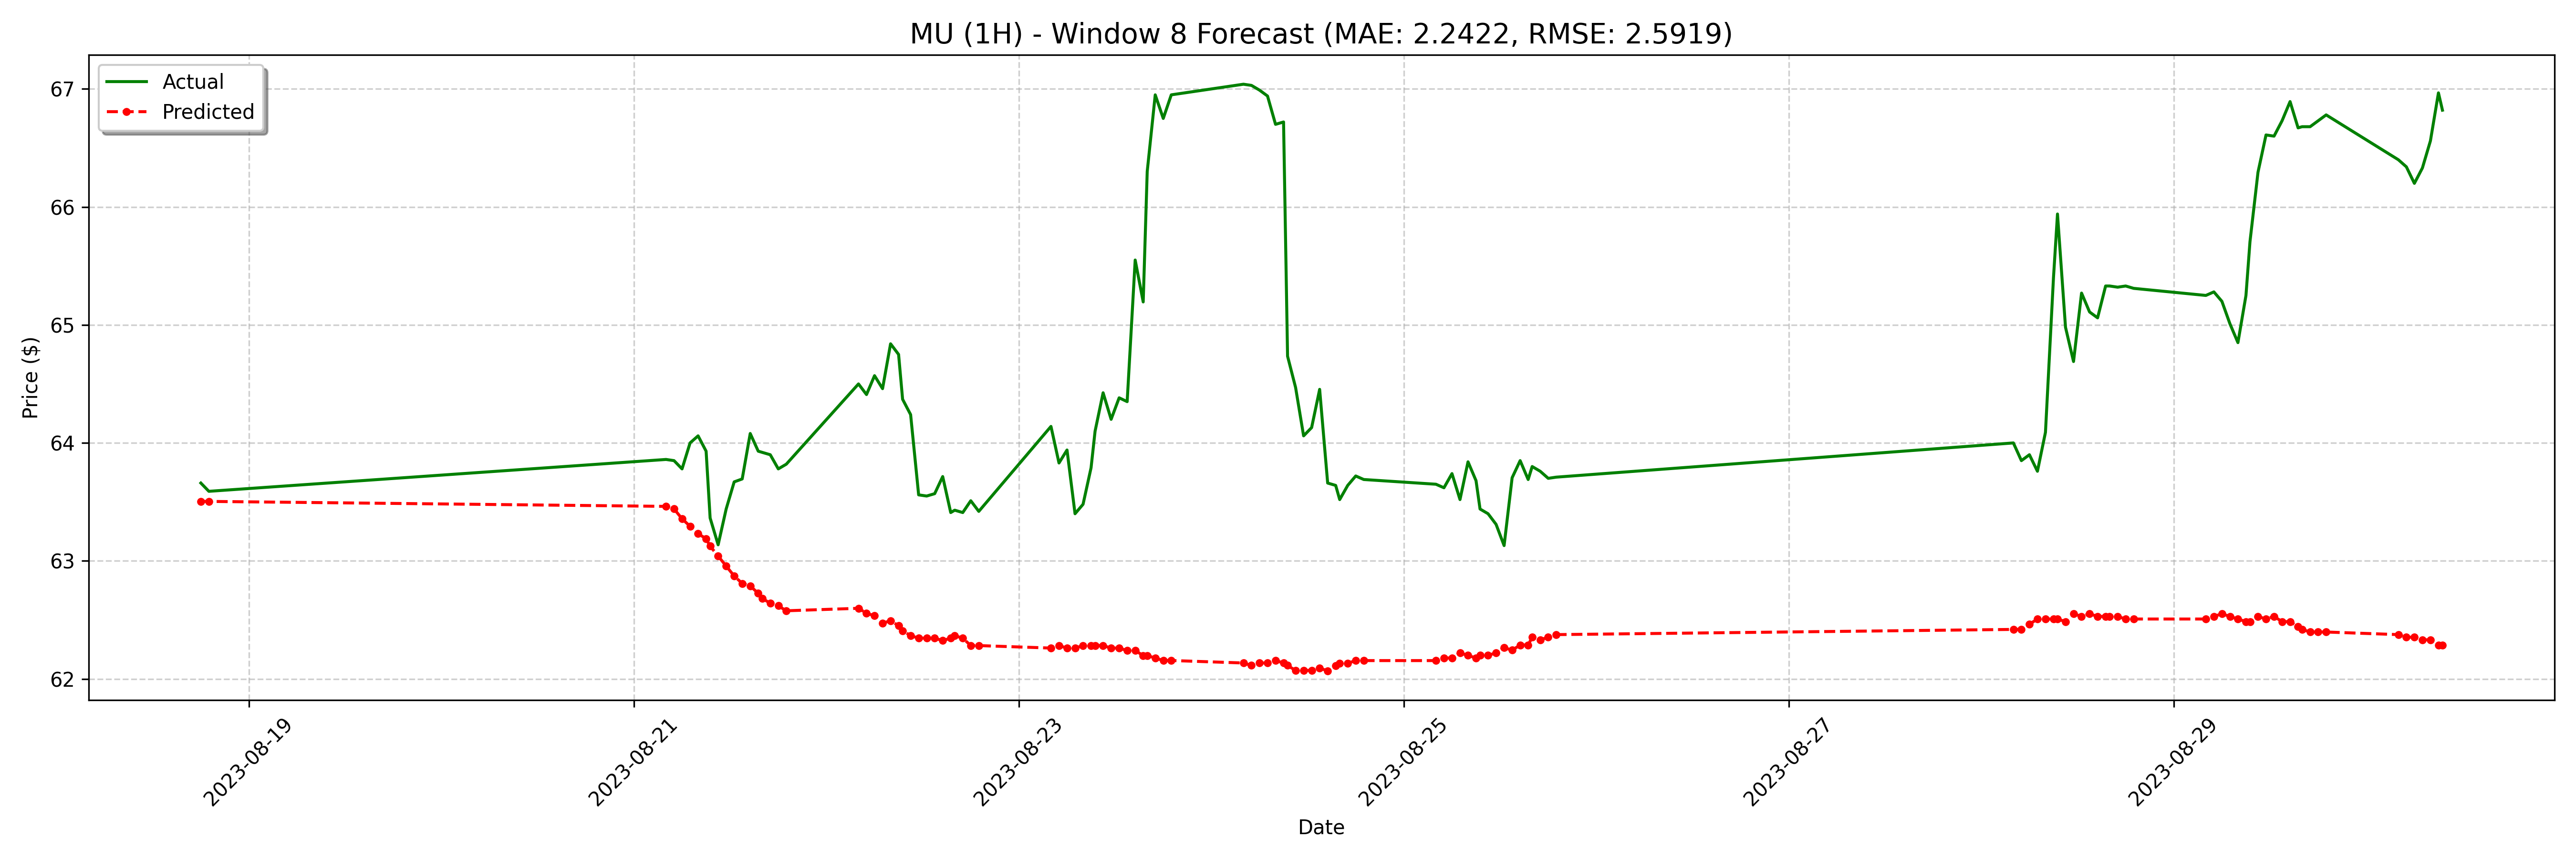 MU (1H) - Window 8 Forecast (MAE: 2.2422, RMSE: 2.5919)
Actual
Predicted
Price ($)
67
66
65
64
63
62
2023-08-19
2023-08-21
2023-08-23
2023-08-25
2023-08-27
2023-08-29
Date